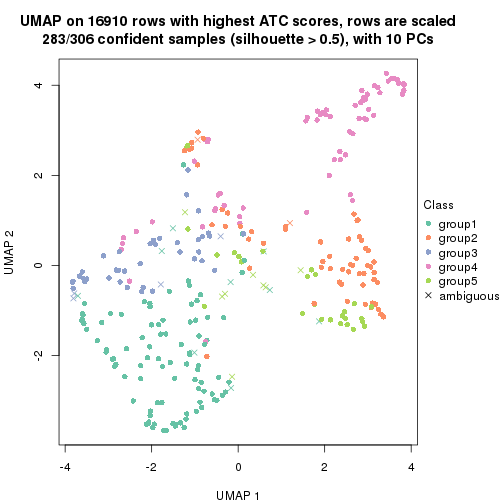 UMAP on 16910 rows with highest ATC scores, rows are scaled
283/306 confident samples (silhouette > 0.5), with 10 PCs
4
2
0
-2
UMAP 2
-4
-2
0
2
4
UMAP 1
Class
group1
group2
group3
group4
group5
ambiguous